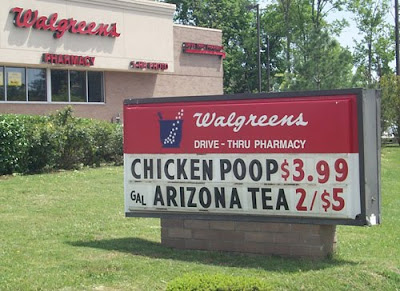 Walgreens
PHARMACY
Walgreens
DRIVE - THRU PHARMACY
CHICKEN POOP $3.99
GAL ARIZONA TEA 2/$5